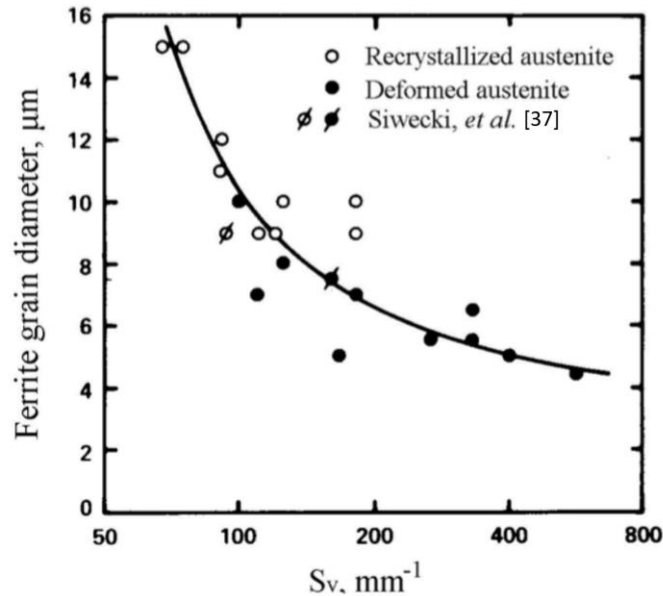 16
14
12
10
8
6
4
2
0
Ferrite grain diameter, μm
Recrystallized austenite
Deformed austenite
Siwecki, et al. [37]
50
100
200
400
800
Sv, mm-1